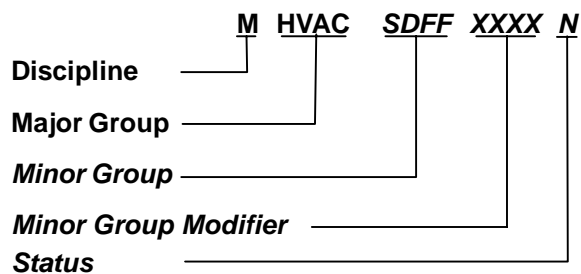 M HVAC SDFF XXXX N
Discipline
Major Group
Minor Group
Minor Group Modifier
Status